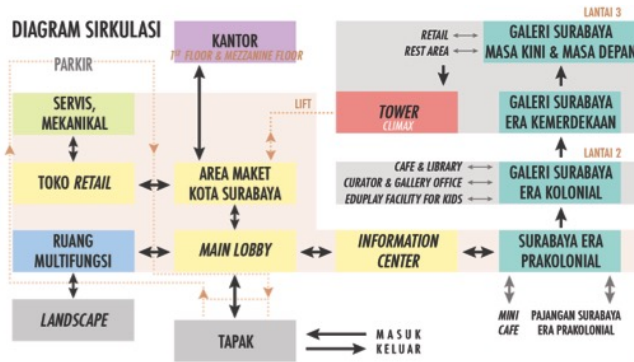 DIAGRAM SIRKULASI
PARKIR
KANTOR
1ST FLOOR & MEZZANINE FLOOR
LANTAI 3
RETAIL
REST AREA
GALERI SURABAYA
MASA KINI & MASA DEPAN
SERVIS,
MEKANIKAL
LIFT
TOWER
CLIMAX
GALERI SURABAYA
ERA KEMERDEKAAN
LANTAI 2
TOKO RETAIL
AREA MAKET
KOTA SURABAYA
CAFE & LIBRARY
CURATOR & GALLERY OFFICE
EDUPLAY FACILITY FOR KIDS
GALERI SURABAYA
ERA KOLONIAL
RUANG
MULTIFUNGSI
MAIN LOBBY
INFORMATION
CENTER
SURABAYA ERA
PRAKOLONIAL
LANDSCAPE
TAPAK
MASUK
KELUAR
MINI
CAFE
PAJANGAN SURABAYA
ERA PRAKOLONIAL